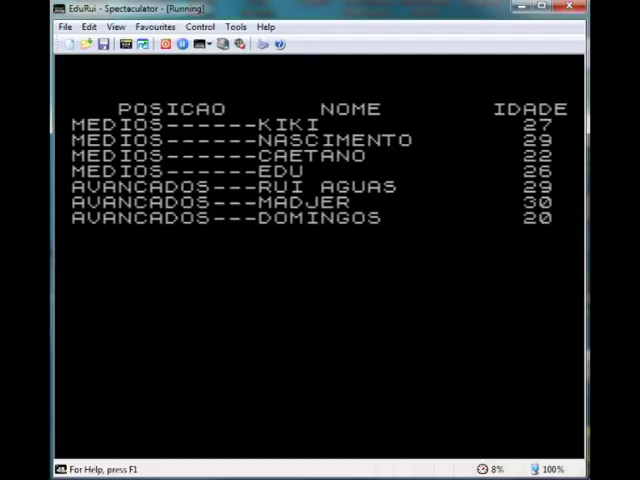 EduRui - Spectaculator - [Running]
File Edit View Favourites Control Tools Help
POSICAO NOME IDADE
MEDIOS------KIKI 27
MEDIOS------NASCIMENTO 29
MEDIOS------CAETANO 22
MEDIOS------EDU 26
AVANCADOS---RUI AGUAS 29
AVANCADOS---MADJER 30
AVANCADOS---DOMINGOS 20
48 For Help, press F1 8% 100%